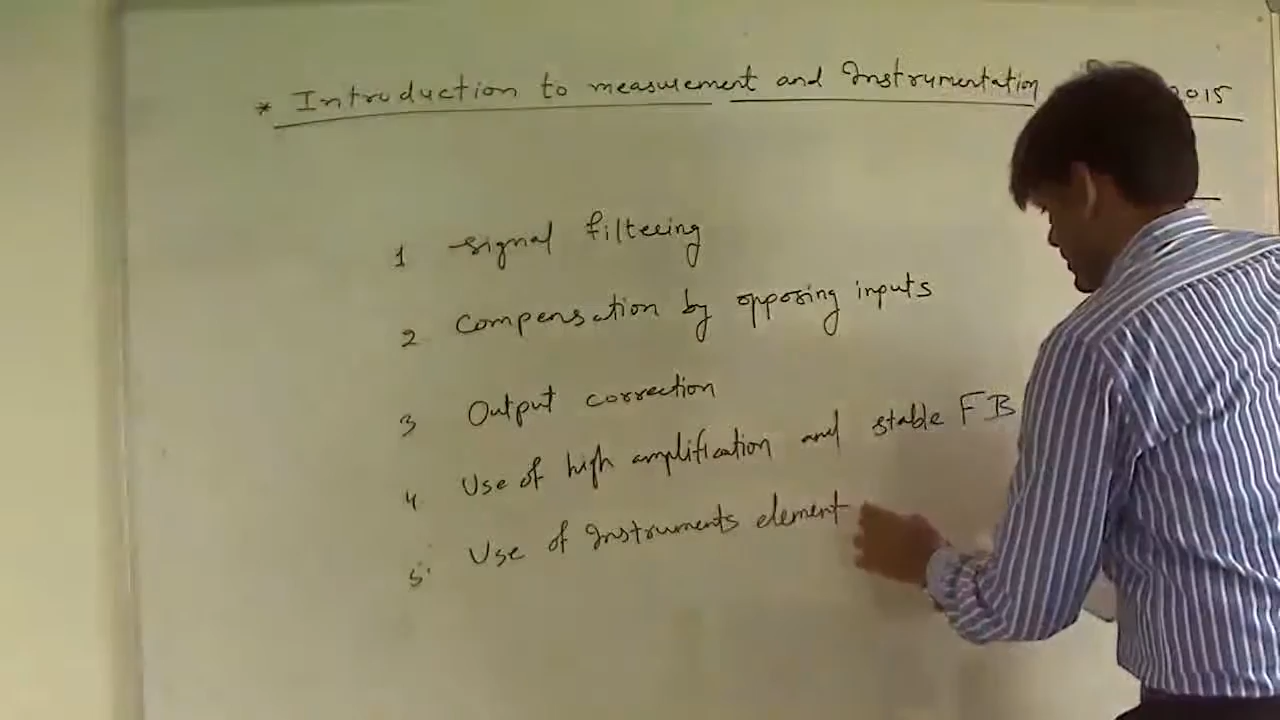 * Introduction to measurement and Instrumentation 2015
1 signal filtering
2 Compensation by opposing inputs
3 Output correction
4 Use of high amplification and stable FB
5. Use of Instruments element